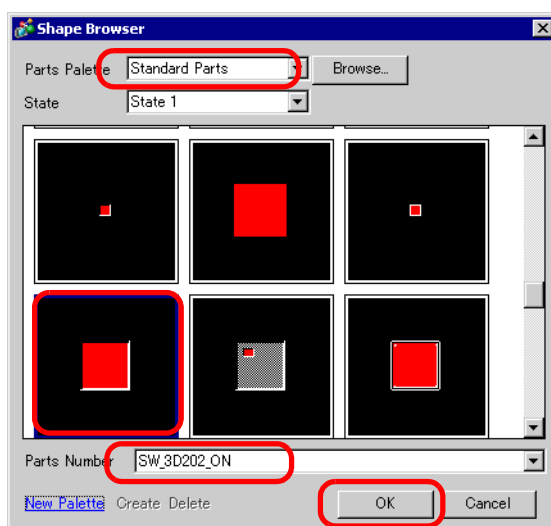 Shape Browser
Parts Palette Standard Parts Browse...
State State 1
Parts Number SW_3D202_ON
New Palette Create Delete OK Cancel